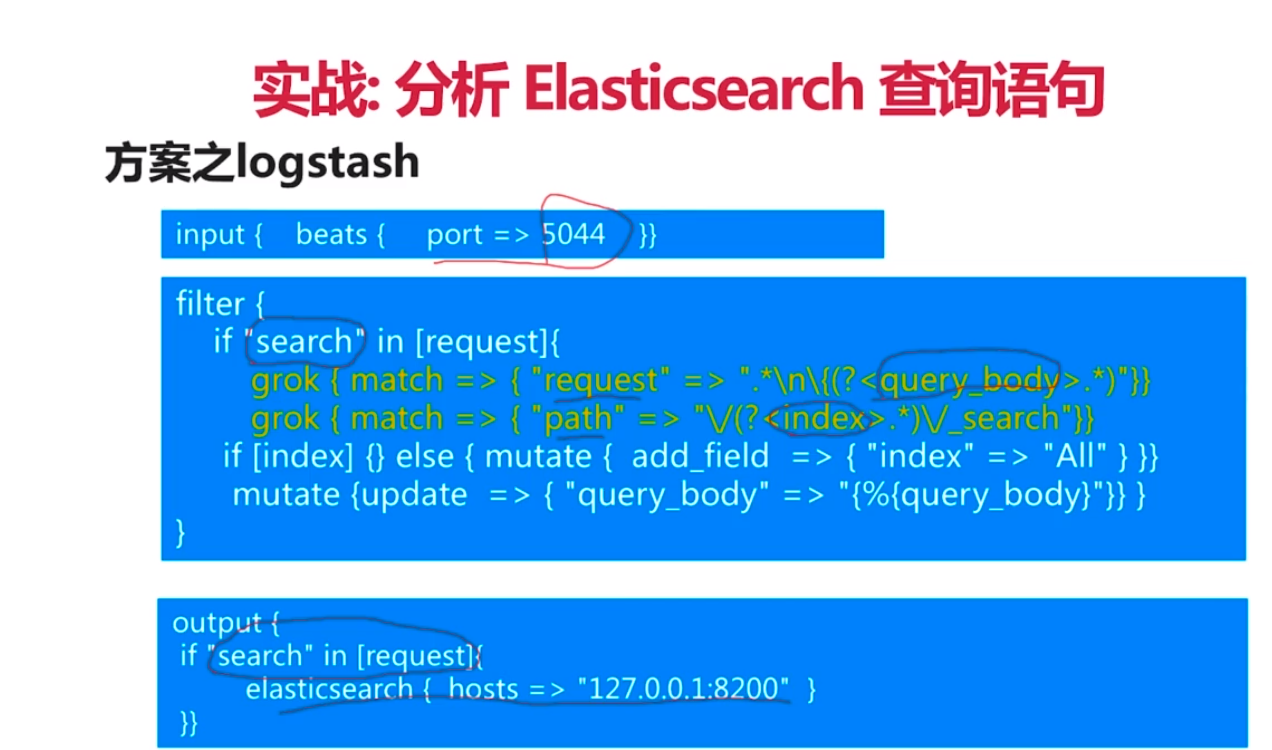 实战: 分析 Elasticsearch 查询语句
方案之logstash
input { beats { port => 5044 }}
filter {
if "search" in [request]{
grok { match => { "request" => ".*\n\{(?<query_body>.*)"}}
grok { match => { "path" => "\/(?<index>.*)\/_search"}}
if [index] {} else { mutate { add_field => { "index" => "All" } }}
mutate {update => { "query_body" => "{%{query_body}"}} }
}
output {
if "search" in [request]{
elasticsearch { hosts => "127.0.0.1:8200" }
}}